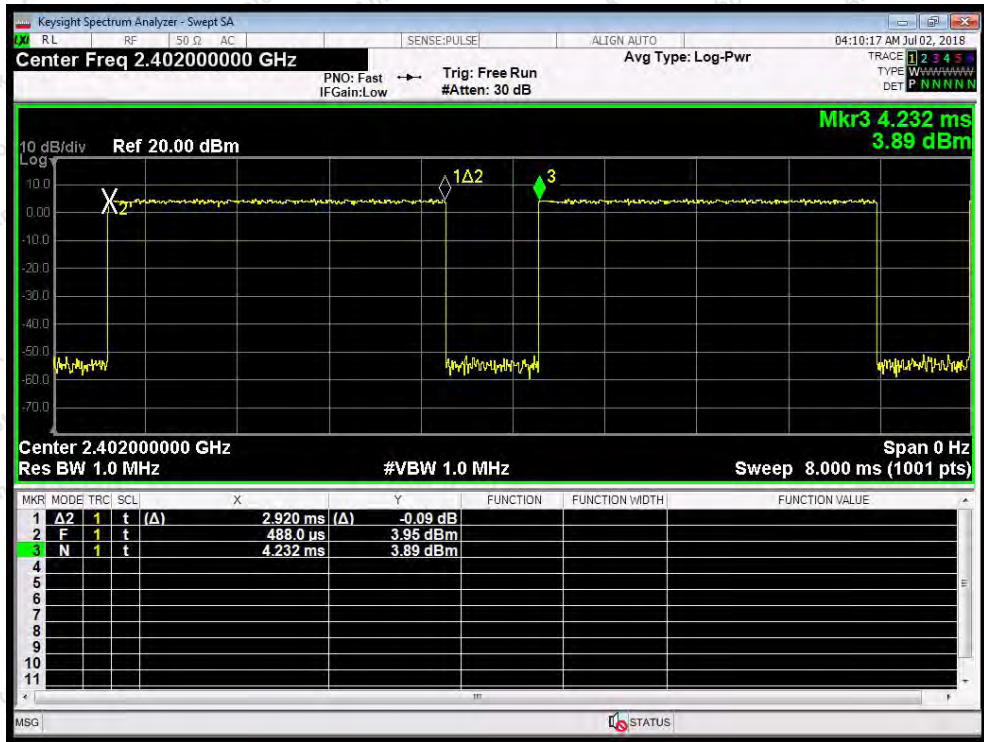 Keysight Spectrum Analyzer - Swept SA
LXI RL RF 50 Ω AC SENSE:PULSE ALIGN AUTO 04:10:17 AM Jul 02, 2018
Center Freq 2.402000000 GHz Avg Type: Log-Pwr TRACE 1 2 3 4 5 6
PNO: Fast Trig: Free Run TYPE WWWWWW
IFGain:Low #Atten: 30 dB DET P N N N N N
Mkr3 4.232 ms
3.89 dBm
10 dB/div Ref 20.00 dBm
Log
10.0
0.00
-10.0
-20.0
-30.0
-40.0
-50.0
-60.0
-70.0
X2
1Δ2
3
Center 2.402000000 GHz Span 0 Hz
Res BW 1.0 MHz #VBW 1.0 MHz Sweep 8.000 ms (1001 pts)
MKR MODE TRC SCL X Y FUNCTION FUNCTION WIDTH FUNCTION VALUE
1 Δ2 1 t (Δ) 2.920 ms (Δ) -0.09 dB
2 F 1 t 488.0 µs 3.95 dBm
3 N 1 t 4.232 ms 3.89 dBm
4
5
6
7
8
9
10
11
MSG STATUS